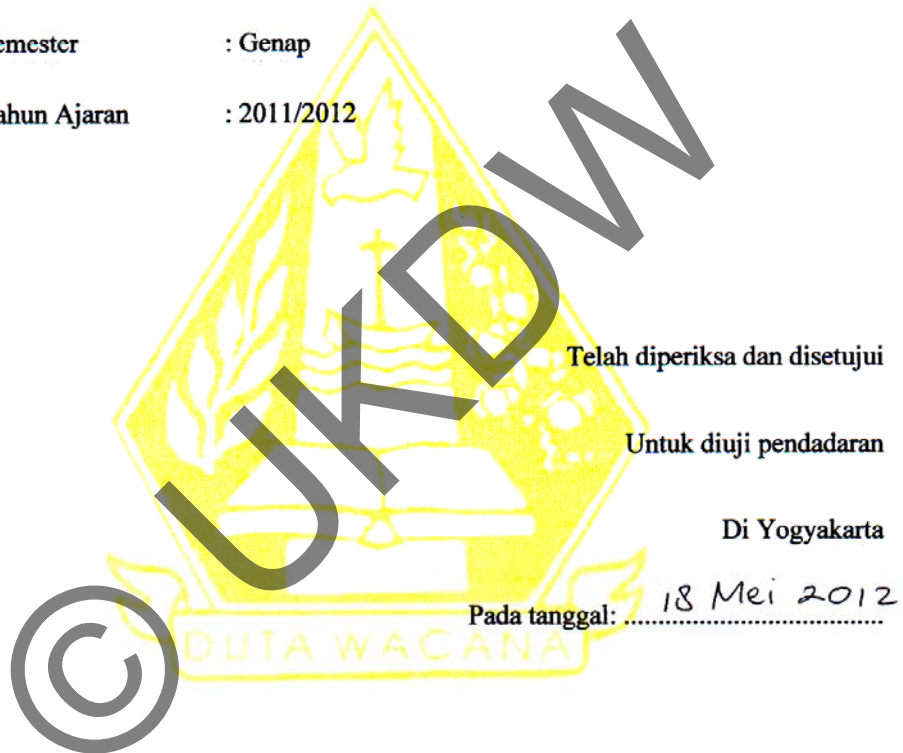 emester : Genap
ahun Ajaran : 2011/2012
Telah diperiksa dan disetujui
Untuk diuji pendadaran
Di Yogyakarta
Pada tanggal: 18 Mei 2012
DUTA WACANA
© UKDW